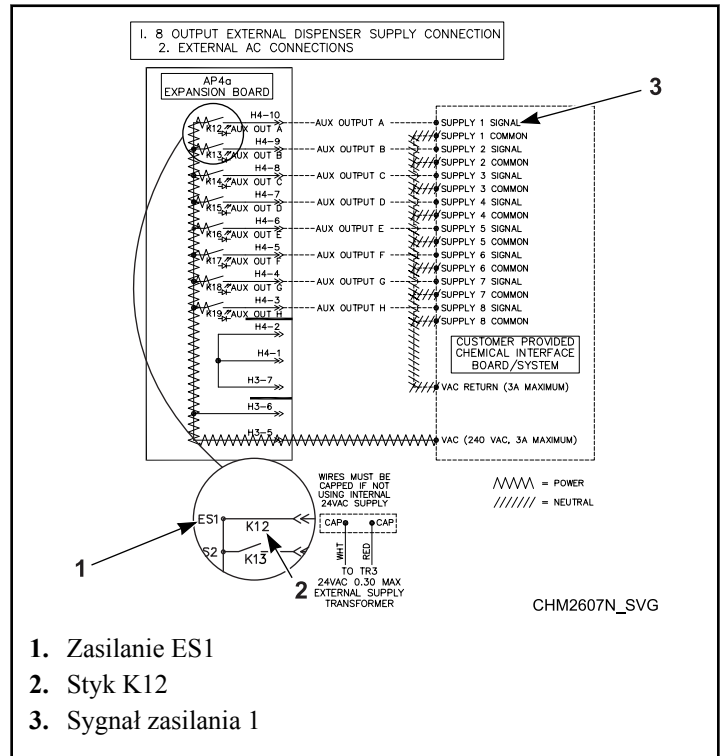 1. 8 OUTPUT EXTERNAL DISPENSER SUPPLY CONNECTION
2. EXTERNAL AC CONNECTIONS
AP4a
EXPANSION BOARD
3
H4-10
K12 AUX OUT A
AUX OUTPUT A
SUPPLY 1 SIGNAL
SUPPLY 1 COMMON
H4-9
K13 AUX OUT B
AUX OUTPUT B
SUPPLY 2 SIGNAL
SUPPLY 2 COMMON
H4-8
K14 AUX OUT C
AUX OUTPUT C
SUPPLY 3 SIGNAL
SUPPLY 3 COMMON
H4-7
K15 AUX OUT D
AUX OUTPUT D
SUPPLY 4 SIGNAL
SUPPLY 4 COMMON
H4-6
K16 AUX OUT E
AUX OUTPUT E
SUPPLY 5 SIGNAL
SUPPLY 5 COMMON
H4-5
K17 AUX OUT F
AUX OUTPUT F
SUPPLY 6 SIGNAL
SUPPLY 6 COMMON
H4-4
K18 AUX OUT G
AUX OUTPUT G
SUPPLY 7 SIGNAL
SUPPLY 7 COMMON
H4-3
K19 AUX OUT H
AUX OUTPUT H
SUPPLY 8 SIGNAL
SUPPLY 8 COMMON
H4-2
H4-1
H3-7
H3-6
H3-5
CUSTOMER PROVIDED
CHEMICAL INTERFACE
BOARD/SYSTEM
VAC RETURN (3A MAXIMUM)
VAC (240 VAC, 3A MAXIMUM)
= POWER
= NEUTRAL
WIRES MUST BE
CAPPED IF NOT
USING INTERNAL
24VAC SUPPLY
CAP CAP
WHT RED
TO TR3
24VAC 0.30 MAX
EXTERNAL SUPPLY
TRANSFORMER
ES1
K12
S2
K13
1
2
CHM2607N_SVG
1. Zasilanie ES1
2. Styk K12
3. Sygnał zasilania 1